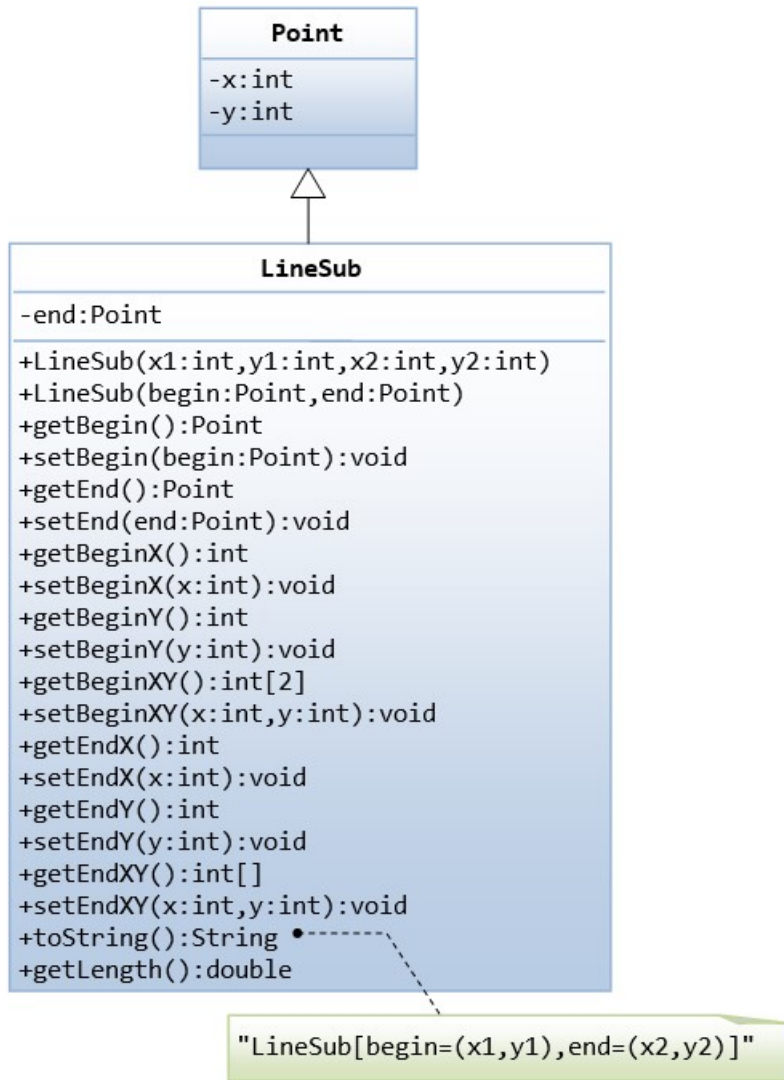 Point
-x:int
-y:int
LineSub
-end:Point
+LineSub(x1:int,y1:int,x2:int,y2:int)
+LineSub(begin:Point,end:Point)
+getBegin():Point
+setBegin(begin:Point):void
+getEnd():Point
+setEnd(end:Point):void
+getBeginX():int
+setBeginX(x:int):void
+getBeginY():int
+setBeginY(y:int):void
+getBeginXY():int[2]
+setBeginXY(x:int,y:int):void
+getEndX():int
+setEndX(x:int):void
+getEndY():int
+setEndY(y:int):void
+getEndXY():int[]
+setEndXY(x:int,y:int):void
+toString():String
+getLength():double
"LineSub[begin=(x1,y1),end=(x2,y2)]"